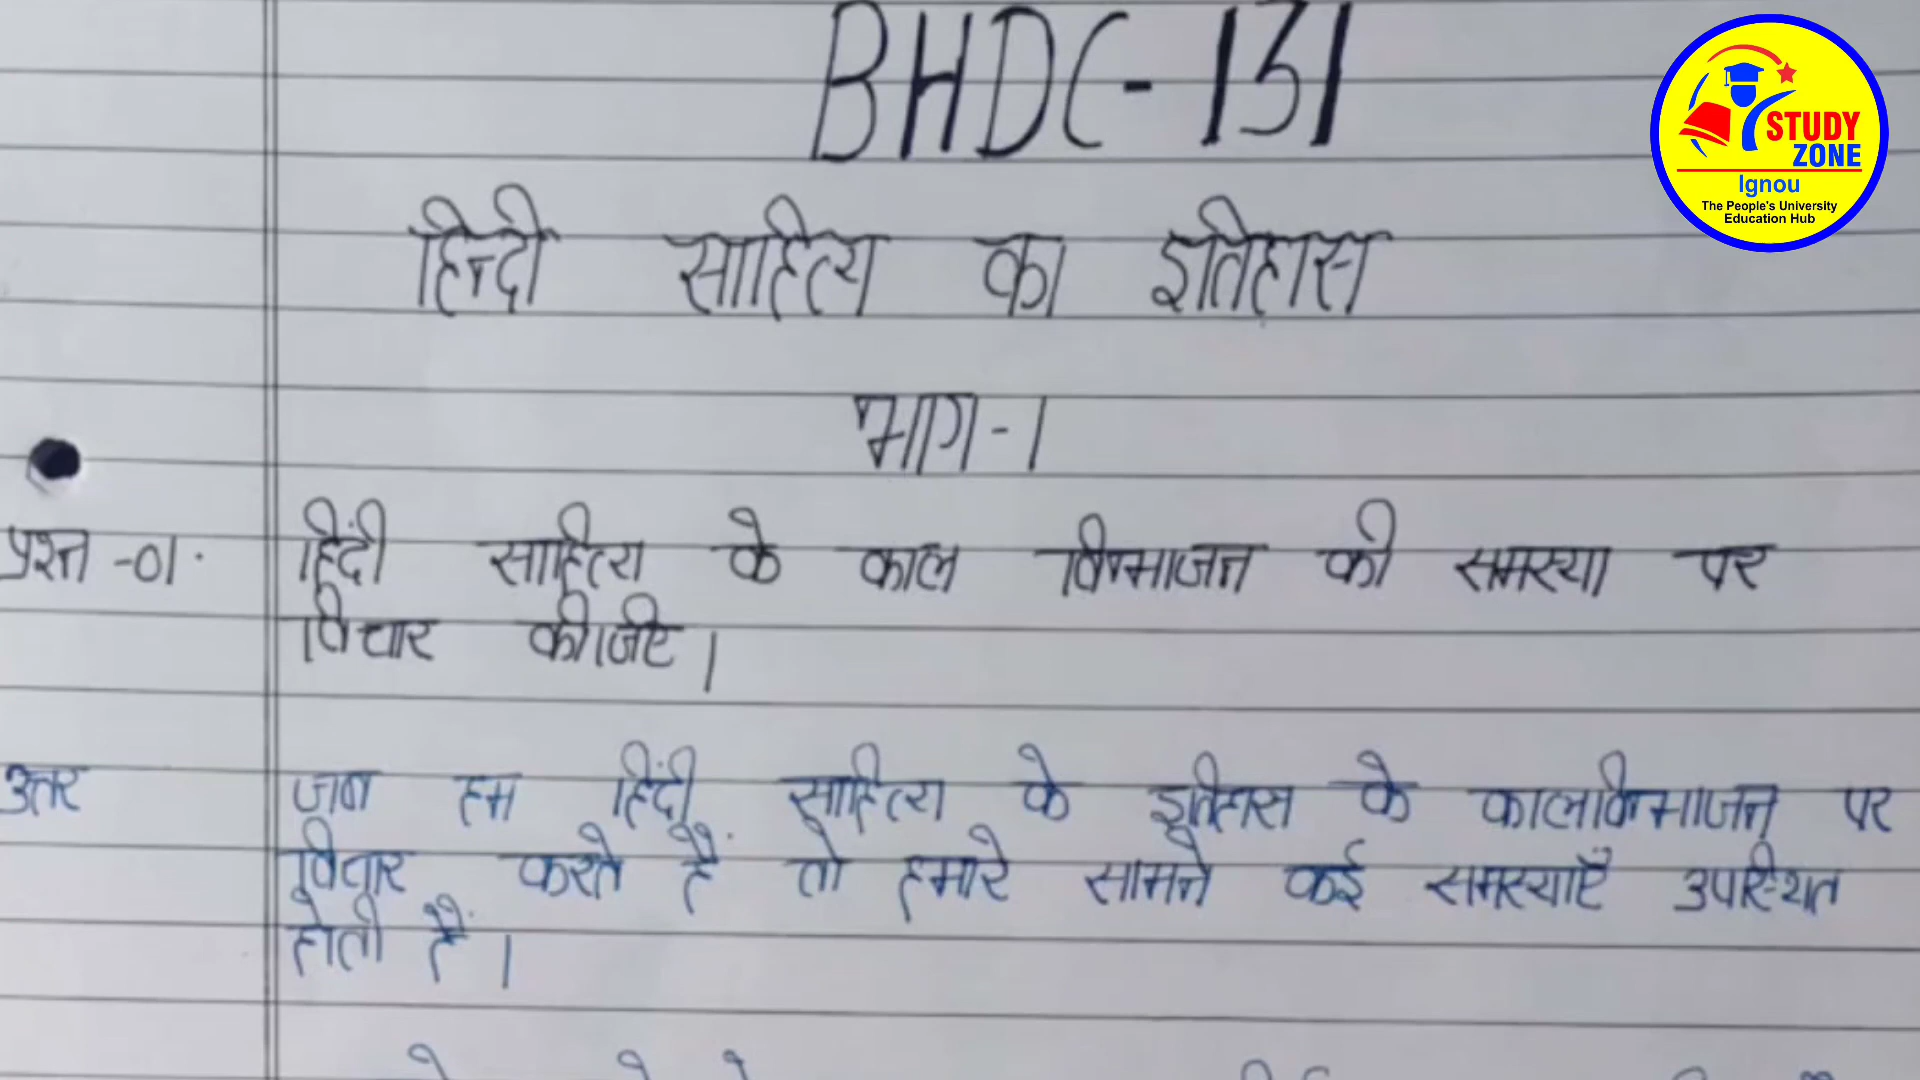 BHDC-131
हिन्दी साहित्य का इतिहास
भाग-1
प्रश्न -01. हिंदी साहित्य के काल विभाजन की समस्या पर
विचार कीजिए।
उत्तर जब हम हिंदी साहित्य के इतिहास के कालविभाजन पर
विचार करते हैं तो हमारे सामने कई समस्याएँ उपस्थित
होती हैं।
STUDY
ZONE
Ignou
The People's University
Education Hub